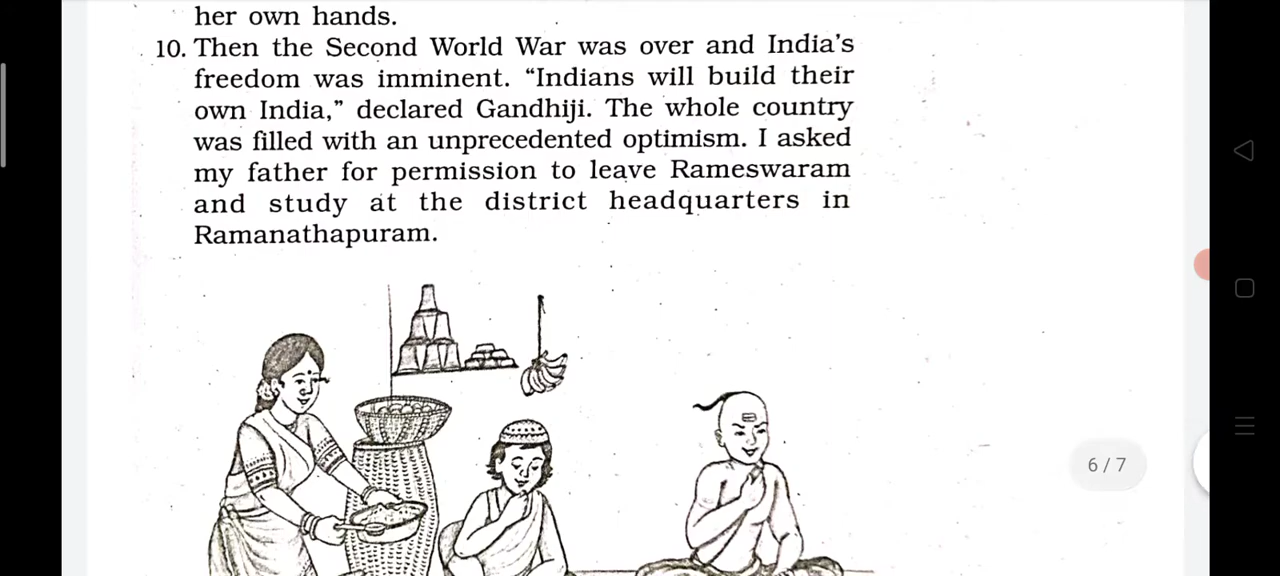 her own hands.
10. Then the Second World War was over and India's
freedom was imminent. “Indians will build their
own India,” declared Gandhiji. The whole country
was filled with an unprecedented optimism. I asked
my father for permission to leave Rameswaram
and study at the district headquarters in
Ramanathapuram.
6 / 7